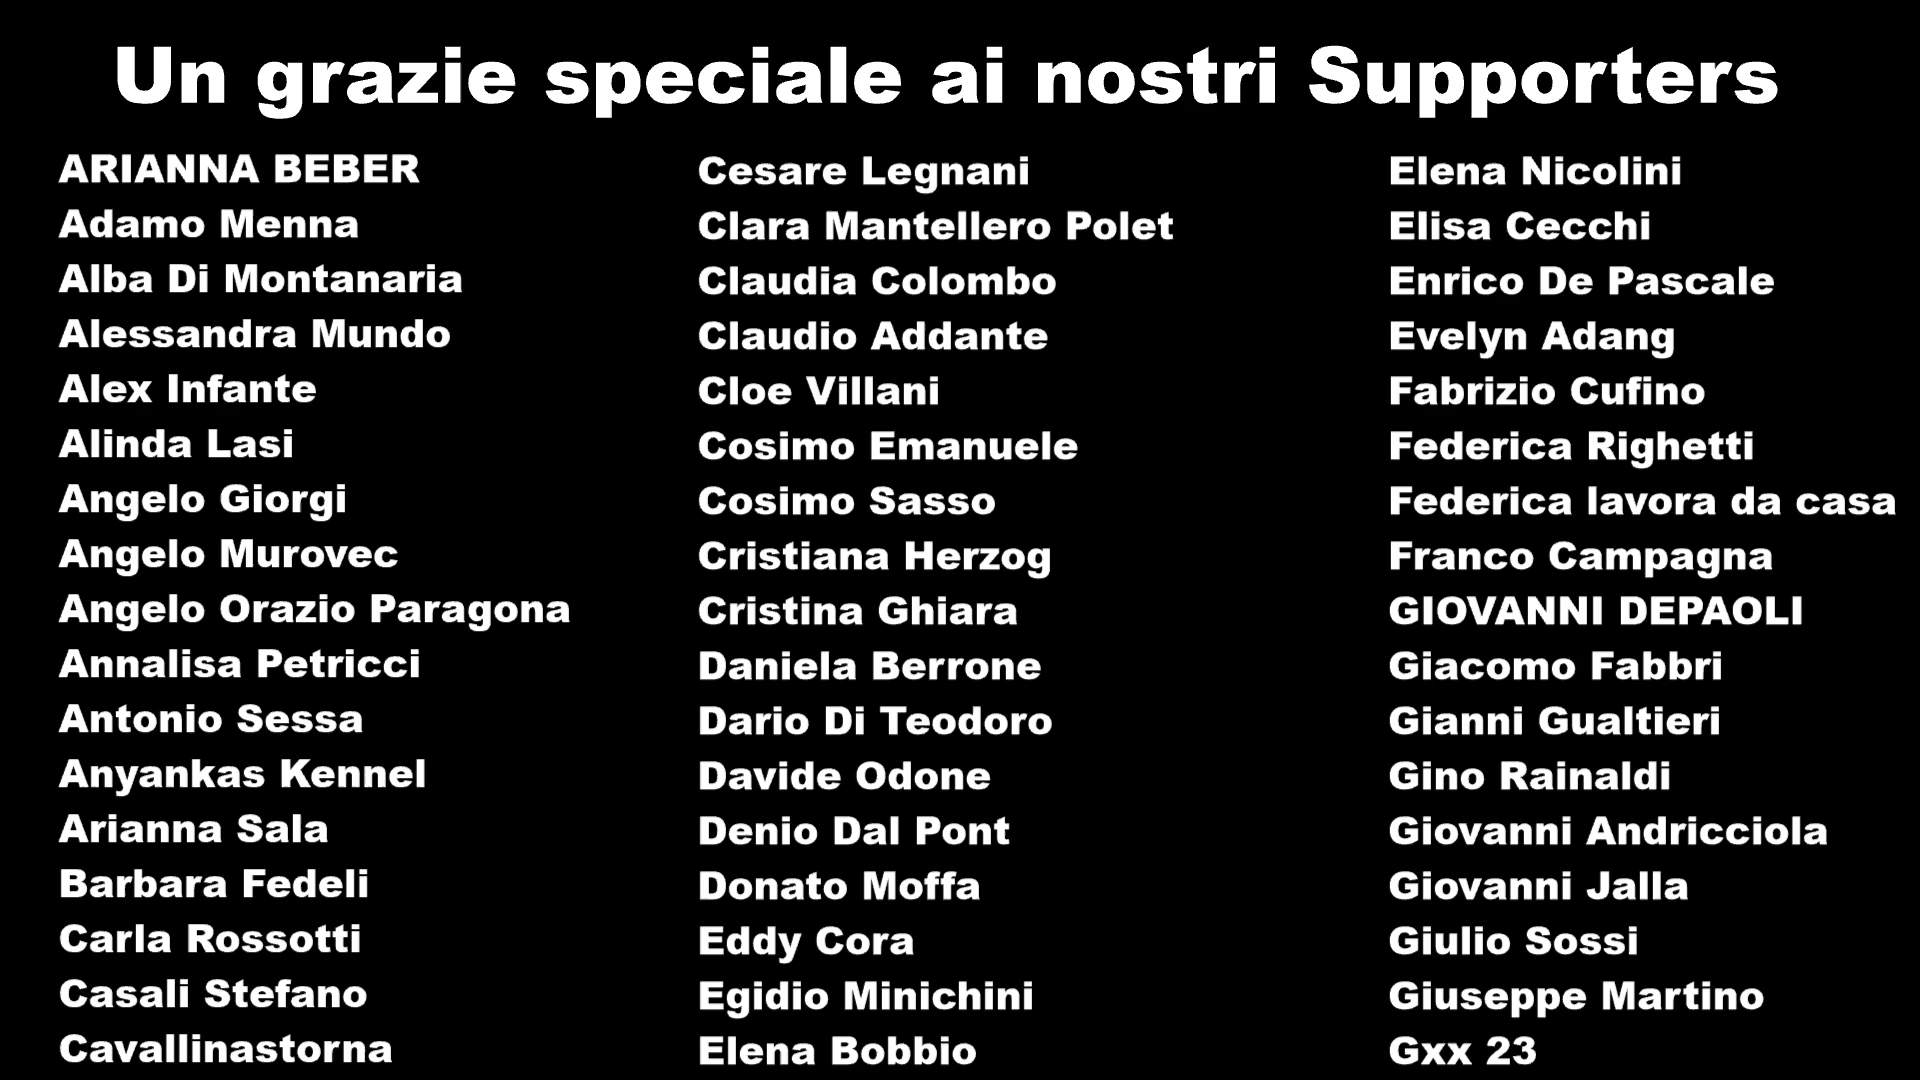 Un grazie speciale ai nostri Supporters
ARIANNA BEBER
Adamo Menna
Alba Di Montanaria
Alessandra Mundo
Alex Infante
Alinda Lasi
Angelo Giorgi
Angelo Murovec
Angelo Orazio Paragona
Annalisa Petricci
Antonio Sessa
Anyankas Kennel
Arianna Sala
Barbara Fedeli
Carla Rossotti
Casali Stefano
Cavallinastorna
Cesare Legnani
Clara Mantellero Polet
Claudia Colombo
Claudio Addante
Cloe Villani
Cosimo Emanuele
Cosimo Sasso
Cristiana Herzog
Cristina Ghiara
Daniela Berrone
Dario Di Teodoro
Davide Odone
Denio Dal Pont
Donato Moffa
Eddy Cora
Egidio Minichini
Elena Bobbio
Elena Nicolini
Elisa Cecchi
Enrico De Pascale
Evelyn Adang
Fabrizio Cufino
Federica Righetti
Federica lavora da casa
Franco Campagna
GIOVANNI DEPAOLI
Giacomo Fabbri
Gianni Gualtieri
Gino Rainaldi
Giovanni Andricciola
Giovanni Jalla
Giulio Sossi
Giuseppe Martino
Gxx 23